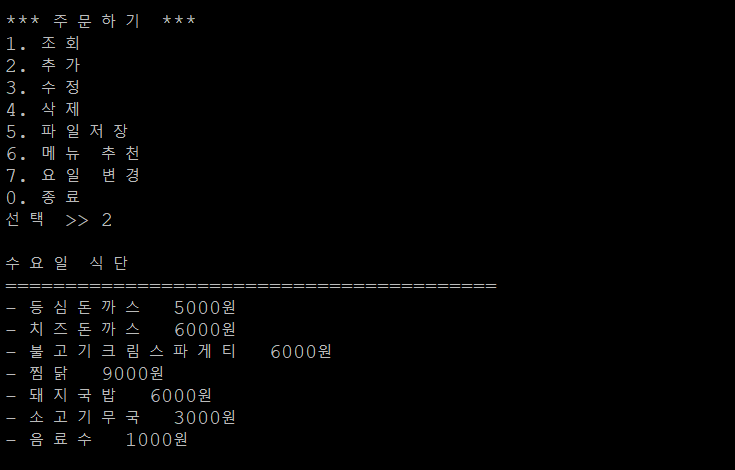 *** 주문하기 ***
1. 조회
2. 추가
3. 수정
4. 삭제
5. 파일저장
6. 메뉴 추천
7. 요일 변경
0. 종료
선택 >> 2
수요일 식단
=========================================
- 등심돈까스 5000원
- 치즈돈까스 6000원
- 불고기크림스파게티 6000원
- 찜닭 9000원
- 돼지국밥 6000원
- 소고기무국 3000원
- 음료수 1000원